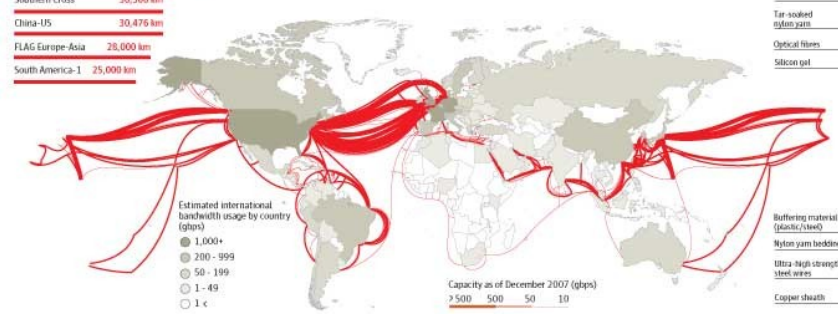 China-US 30,476 km
FLAG Europe-Asia 28,000 km
South America-1 25,000 km
Tar-soaked
nylon yarn
Optical fibres
Silicon gel
Estimated international
bandwidth usage by country
(gbps)
1,000+
200 - 999
50 - 199
1 - 49
1 <
Capacity as of December 2007 (gbps)
>500 500 50 10
Buffering material
(plastic/steel)
Nylon yarn bedding
Ultra-high strength
steel wires
Copper sheath